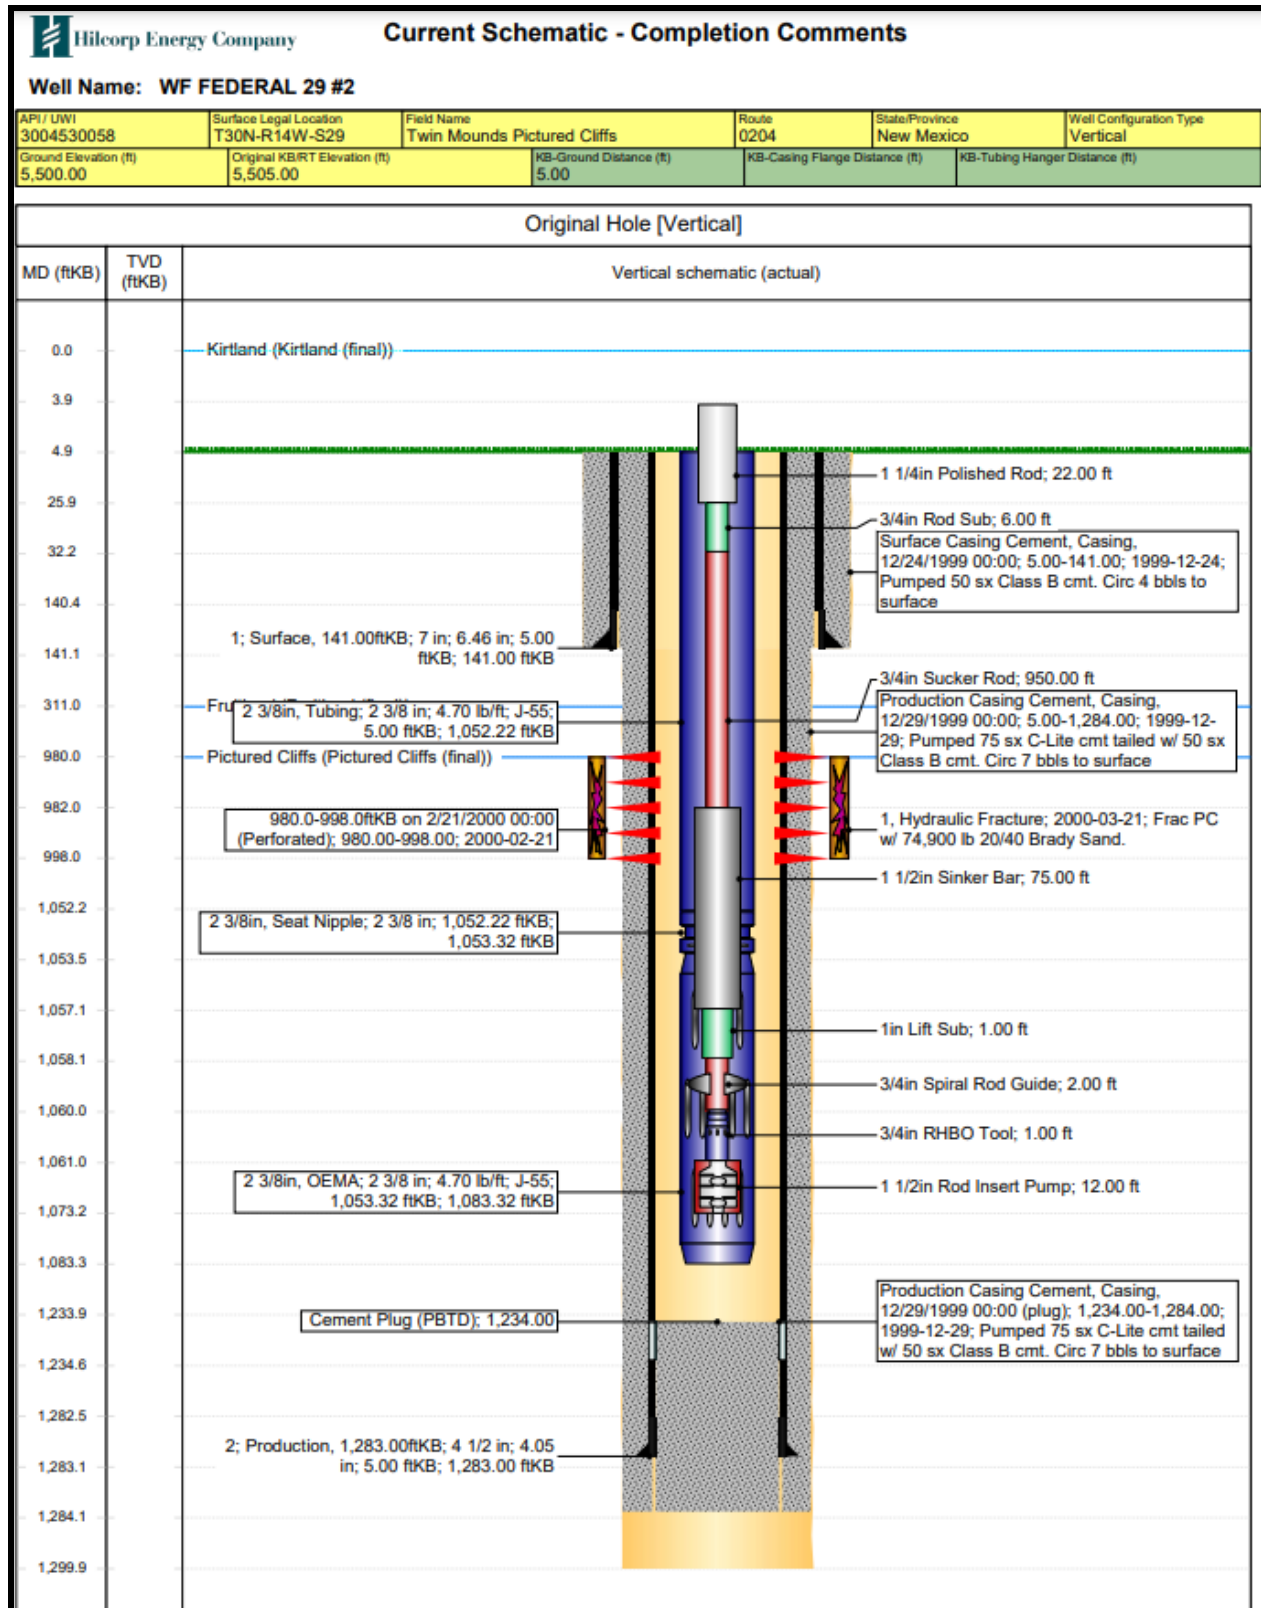 Hilcorp Energy Company
Current Schematic - Completion Comments
Well Name: WF FEDERAL 29 #2
API / UWI
3004530058
Surface Legal Location
T30N-R14W-S29
Field Name
Twin Mounds Pictured Cliffs
Route
0204
State/Province
New Mexico
Well Configuration Type
Vertical
Ground Elevation (ft)
5,500.00
Original KB/RT Elevation (ft)
5,505.00
KB-Ground Distance (ft)
5.00
KB-Casing Flange Distance (ft)
KB-Tubing Hanger Distance (ft)
Original Hole [Vertical]
MD (ftKB)
TVD
(ftKB)
Vertical schematic (actual)
0.0
Kirtland (Kirtland (final))
3.9
4.9
1 1/4in Polished Rod; 22.00 ft
25.9
3/4in Rod Sub; 6.00 ft
32.2
Surface Casing Cement, Casing,
12/24/1999 00:00; 5.00-141.00; 1999-12-24;
Pumped 50 sx Class B cmt. Circ 4 bbls to
surface
140.4
1; Surface, 141.00ftKB; 7 in; 6.46 in; 5.00
ftKB; 141.00 ftKB
141.1
3/4in Sucker Rod; 950.00 ft
311.0
2 3/8in, Tubing; 2 3/8 in; 4.70 lb/ft; J-55;
5.00 ftKB; 1,052.22 ftKB
Production Casing Cement, Casing,
12/29/1999 00:00; 5.00-1,284.00; 1999-12-
29; Pumped 75 sx C-Lite cmt tailed w/ 50 sx
Class B cmt. Circ 7 bbls to surface
980.0
Pictured Cliffs (Pictured Cliffs (final))
982.0
980.0-998.0ftKB on 2/21/2000 00:00
(Perforated); 980.00-998.00; 2000-02-21
1, Hydraulic Fracture; 2000-03-21; Frac PC
w/ 74,900 lb 20/40 Brady Sand.
998.0
1 1/2in Sinker Bar; 75.00 ft
1,052.2
2 3/8in, Seat Nipple; 2 3/8 in; 1,052.22 ftKB;
1,053.32 ftKB
1,053.5
1,057.1
1in Lift Sub; 1.00 ft
1,058.1
3/4in Spiral Rod Guide; 2.00 ft
1,060.0
3/4in RHBO Tool; 1.00 ft
1,061.0
2 3/8in, OEMA; 2 3/8 in; 4.70 lb/ft; J-55;
1,053.32 ftKB; 1,083.32 ftKB
1 1/2in Rod Insert Pump; 12.00 ft
1,073.2
1,083.3
1,233.9
Cement Plug (PBTD); 1,234.00
Production Casing Cement, Casing,
12/29/1999 00:00 (plug); 1,234.00-1,284.00;
1999-12-29; Pumped 75 sx C-Lite cmt tailed
w/ 50 sx Class B cmt. Circ 7 bbls to surface
1,234.6
1,282.5
2; Production, 1,283.00ftKB; 4 1/2 in; 4.05
in; 5.00 ftKB; 1,283.00 ftKB
1,283.1
1,284.1
1,299.9